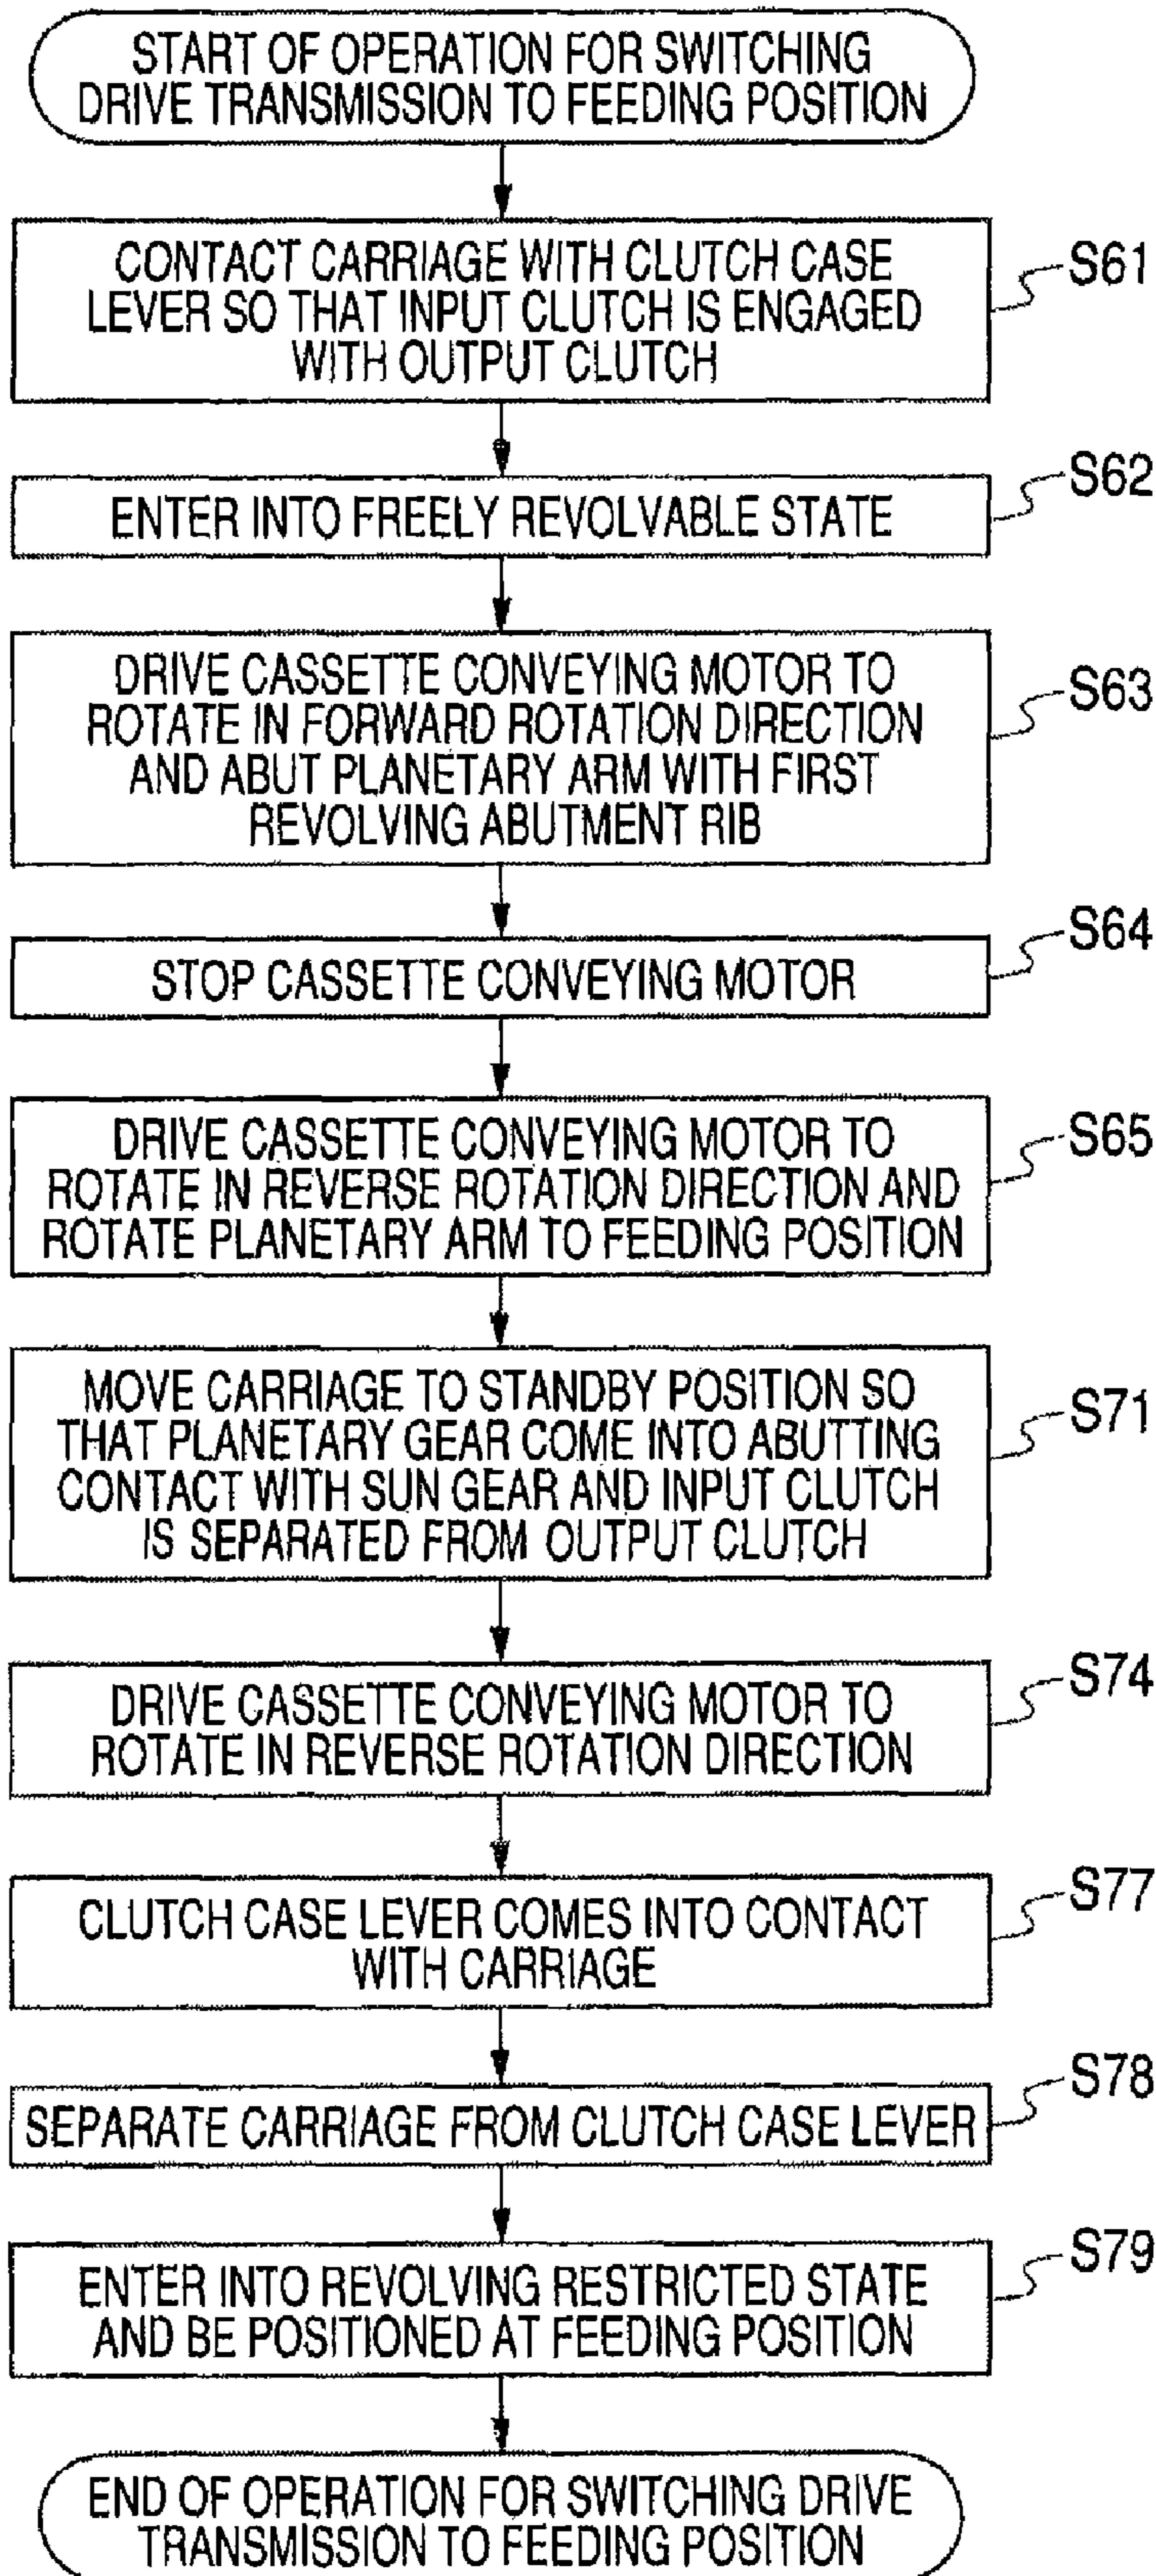 START OF OPERATION FOR SWITCHING
DRIVE TRANSMISSION TO FEEDING POSITION
CONTACT CARRIAGE WITH CLUTCH CASE
LEVER SO THAT INPUT CLUTCH IS ENGAGED
WITH OUTPUT CLUTCH
S61
ENTER INTO FREELY REVOLVABLE STATE
S62
DRIVE CASSETTE CONVEYING MOTOR TO
ROTATE IN FORWARD ROTATION DIRECTION
AND ABUT PLANETARY ARM WITH FIRST
REVOLVING ABUTMENT RIB
S63
STOP CASSETTE CONVEYING MOTOR
S64
DRIVE CASSETTE CONVEYING MOTOR TO
ROTATE IN REVERSE ROTATION DIRECTION AND
ROTATE PLANETARY ARM TO FEEDING POSITION
S65
MOVE CARRIAGE TO STANDBY POSITION SO
THAT PLANETARY GEAR COME INTO ABUTTING
CONTACT WITH SUN GEAR AND INPUT CLUTCH
IS SEPARATED FROM OUTPUT CLUTCH
S71
DRIVE CASSETTE CONVEYING MOTOR TO
ROTATE IN REVERSE ROTATION DIRECTION
S74
CLUTCH CASE LEVER COMES INTO CONTACT
WITH CARRIAGE
S77
SEPARATE CARRIAGE FROM CLUTCH CASE LEVER
S78
ENTER INTO REVOLVING RESTRICTED STATE
AND BE POSITIONED AT FEEDING POSITION
S79
END OF OPERATION FOR SWITCHING DRIVE
TRANSMISSION TO FEEDING POSITION